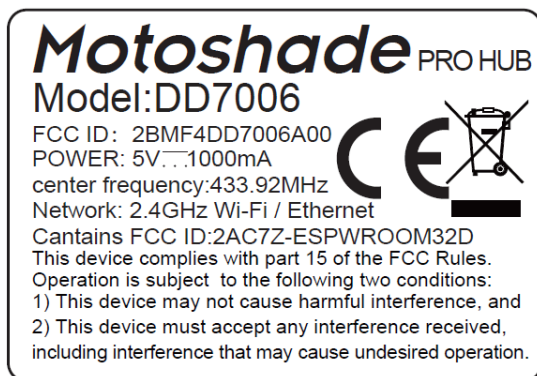 Motoshade PRO HUB
Model:DD7006
FCC ID: 2BMF4DD7006A00
POWER: 5V⎓1000mA
center frequency:433.92MHz
Network: 2.4GHz Wi-Fi / Ethernet
CE
Cantains FCC ID:2AC7Z-ESPWROOM32D
This device complies with part 15 of the FCC Rules.
Operation is subject to the following two conditions:
1) This device may not cause harmful interference, and
2) This device must accept any interference received,
including interference that may cause undesired operation.